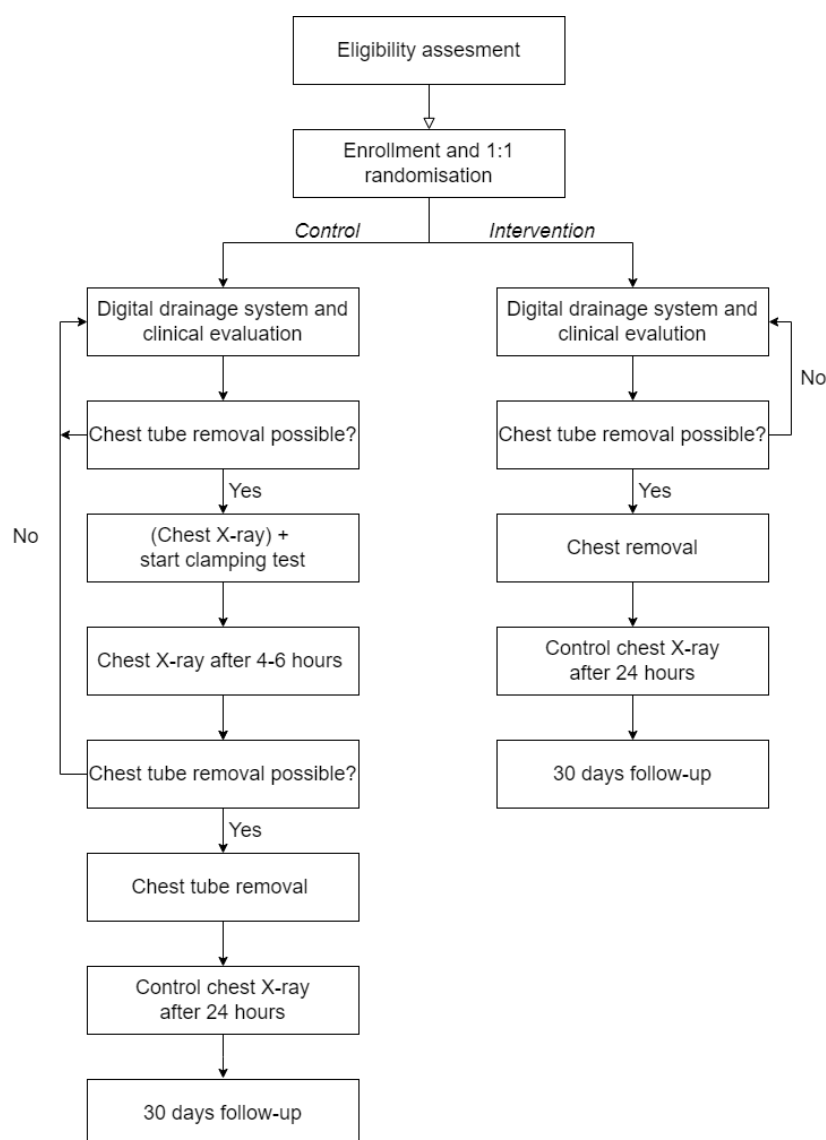 Eligibility assesment
Enrollment and 1:1
randomisation
Control
Intervention
Digital drainage system and
clinical evaluation
Chest tube removal possible?
Yes
No
(Chest X-ray) +
start clamping test
Chest X-ray after 4-6 hours
Chest tube removal possible?
Yes
Chest tube removal
Control chest X-ray
after 24 hours
30 days follow-up
Digital drainage system and
clinical evalution
No
Chest tube removal possible?
Yes
Chest removal
Control chest X-ray
after 24 hours
30 days follow-up